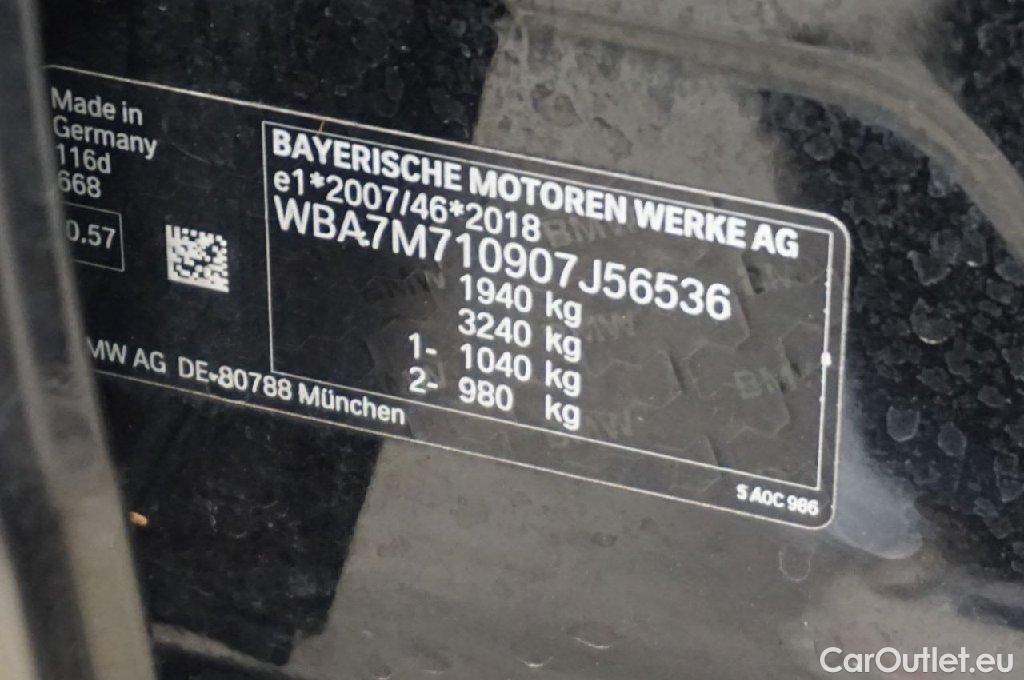 Made in
Germany
116d
668
0.57
BAYERISCHE MOTOREN WERKE AG
e1*2007/46*2018
WBA7M710907J56536
1940 kg
3240 kg
1- 1040 kg
2- 980 kg
MW AG DE-80788 München
5 A0C 986
CarOutlet.eu